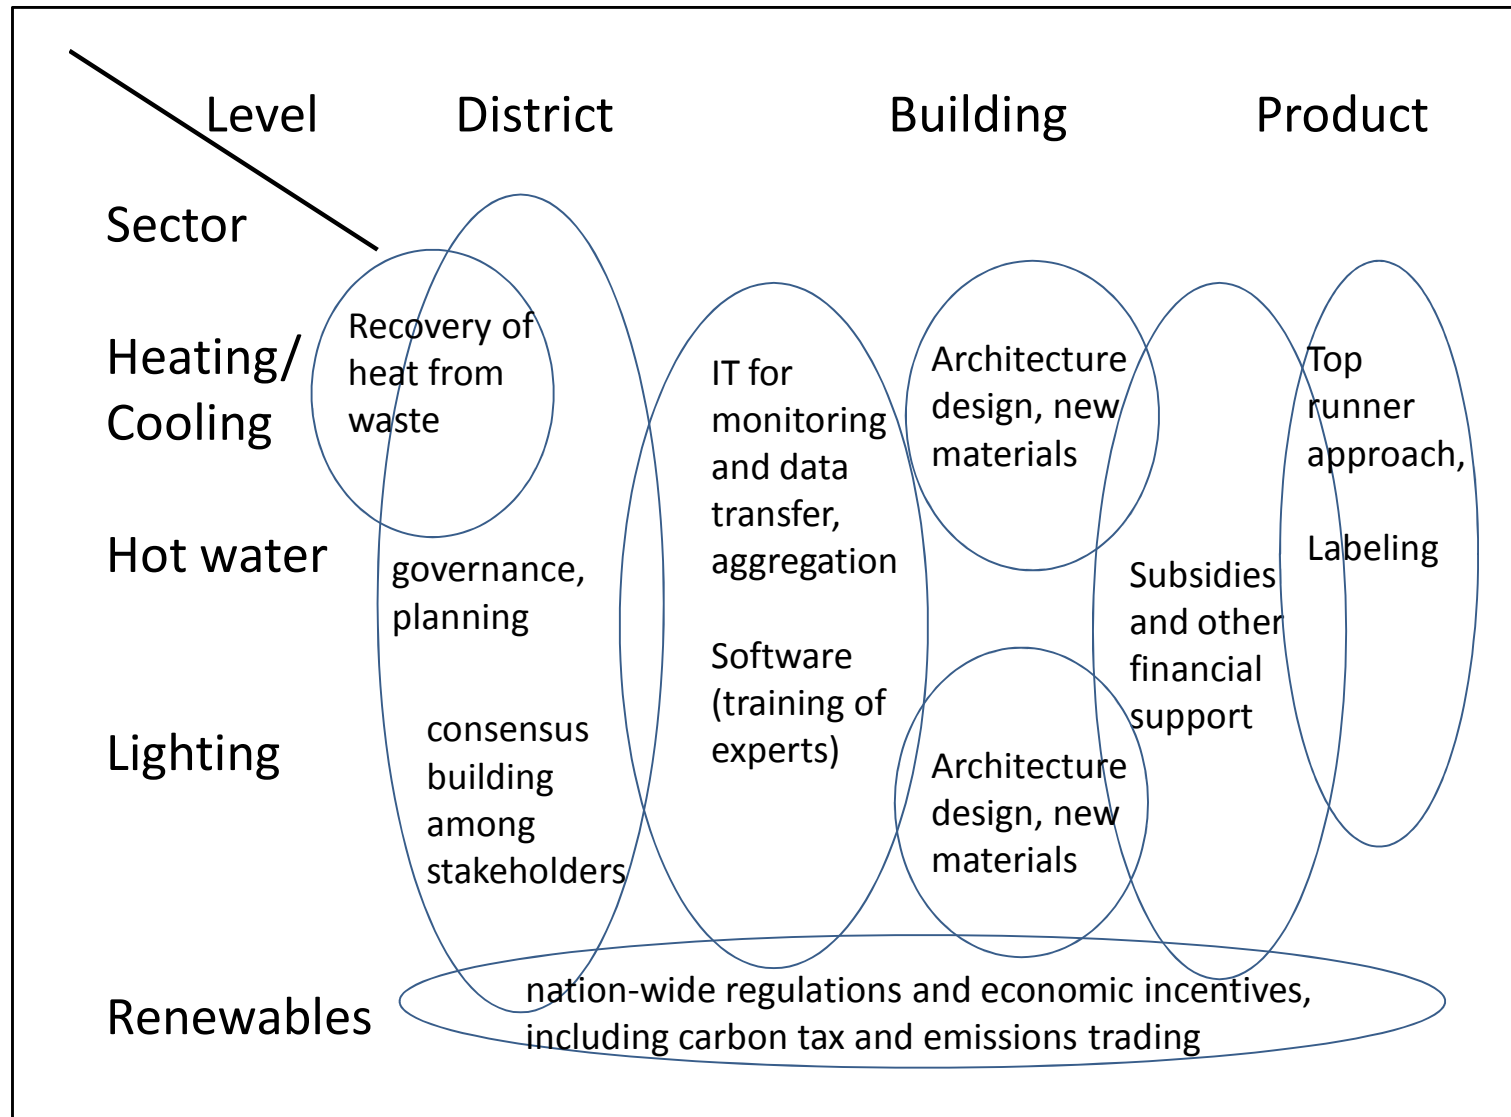 Level District Building Product
Sector
Heating/
Cooling
Recovery of
heat from
waste
IT for
monitoring
and data
transfer,
aggregation
Architecture
design, new
materials
Top
runner
approach,
Labeling
Hot water
governance,
planning
Subsidies
and other
financial
support
Software
(training of
experts)
Lighting
consensus
building
among
stakeholders
Architecture
design, new
materials
Renewables
nation-wide regulations and economic incentives,
including carbon tax and emissions trading